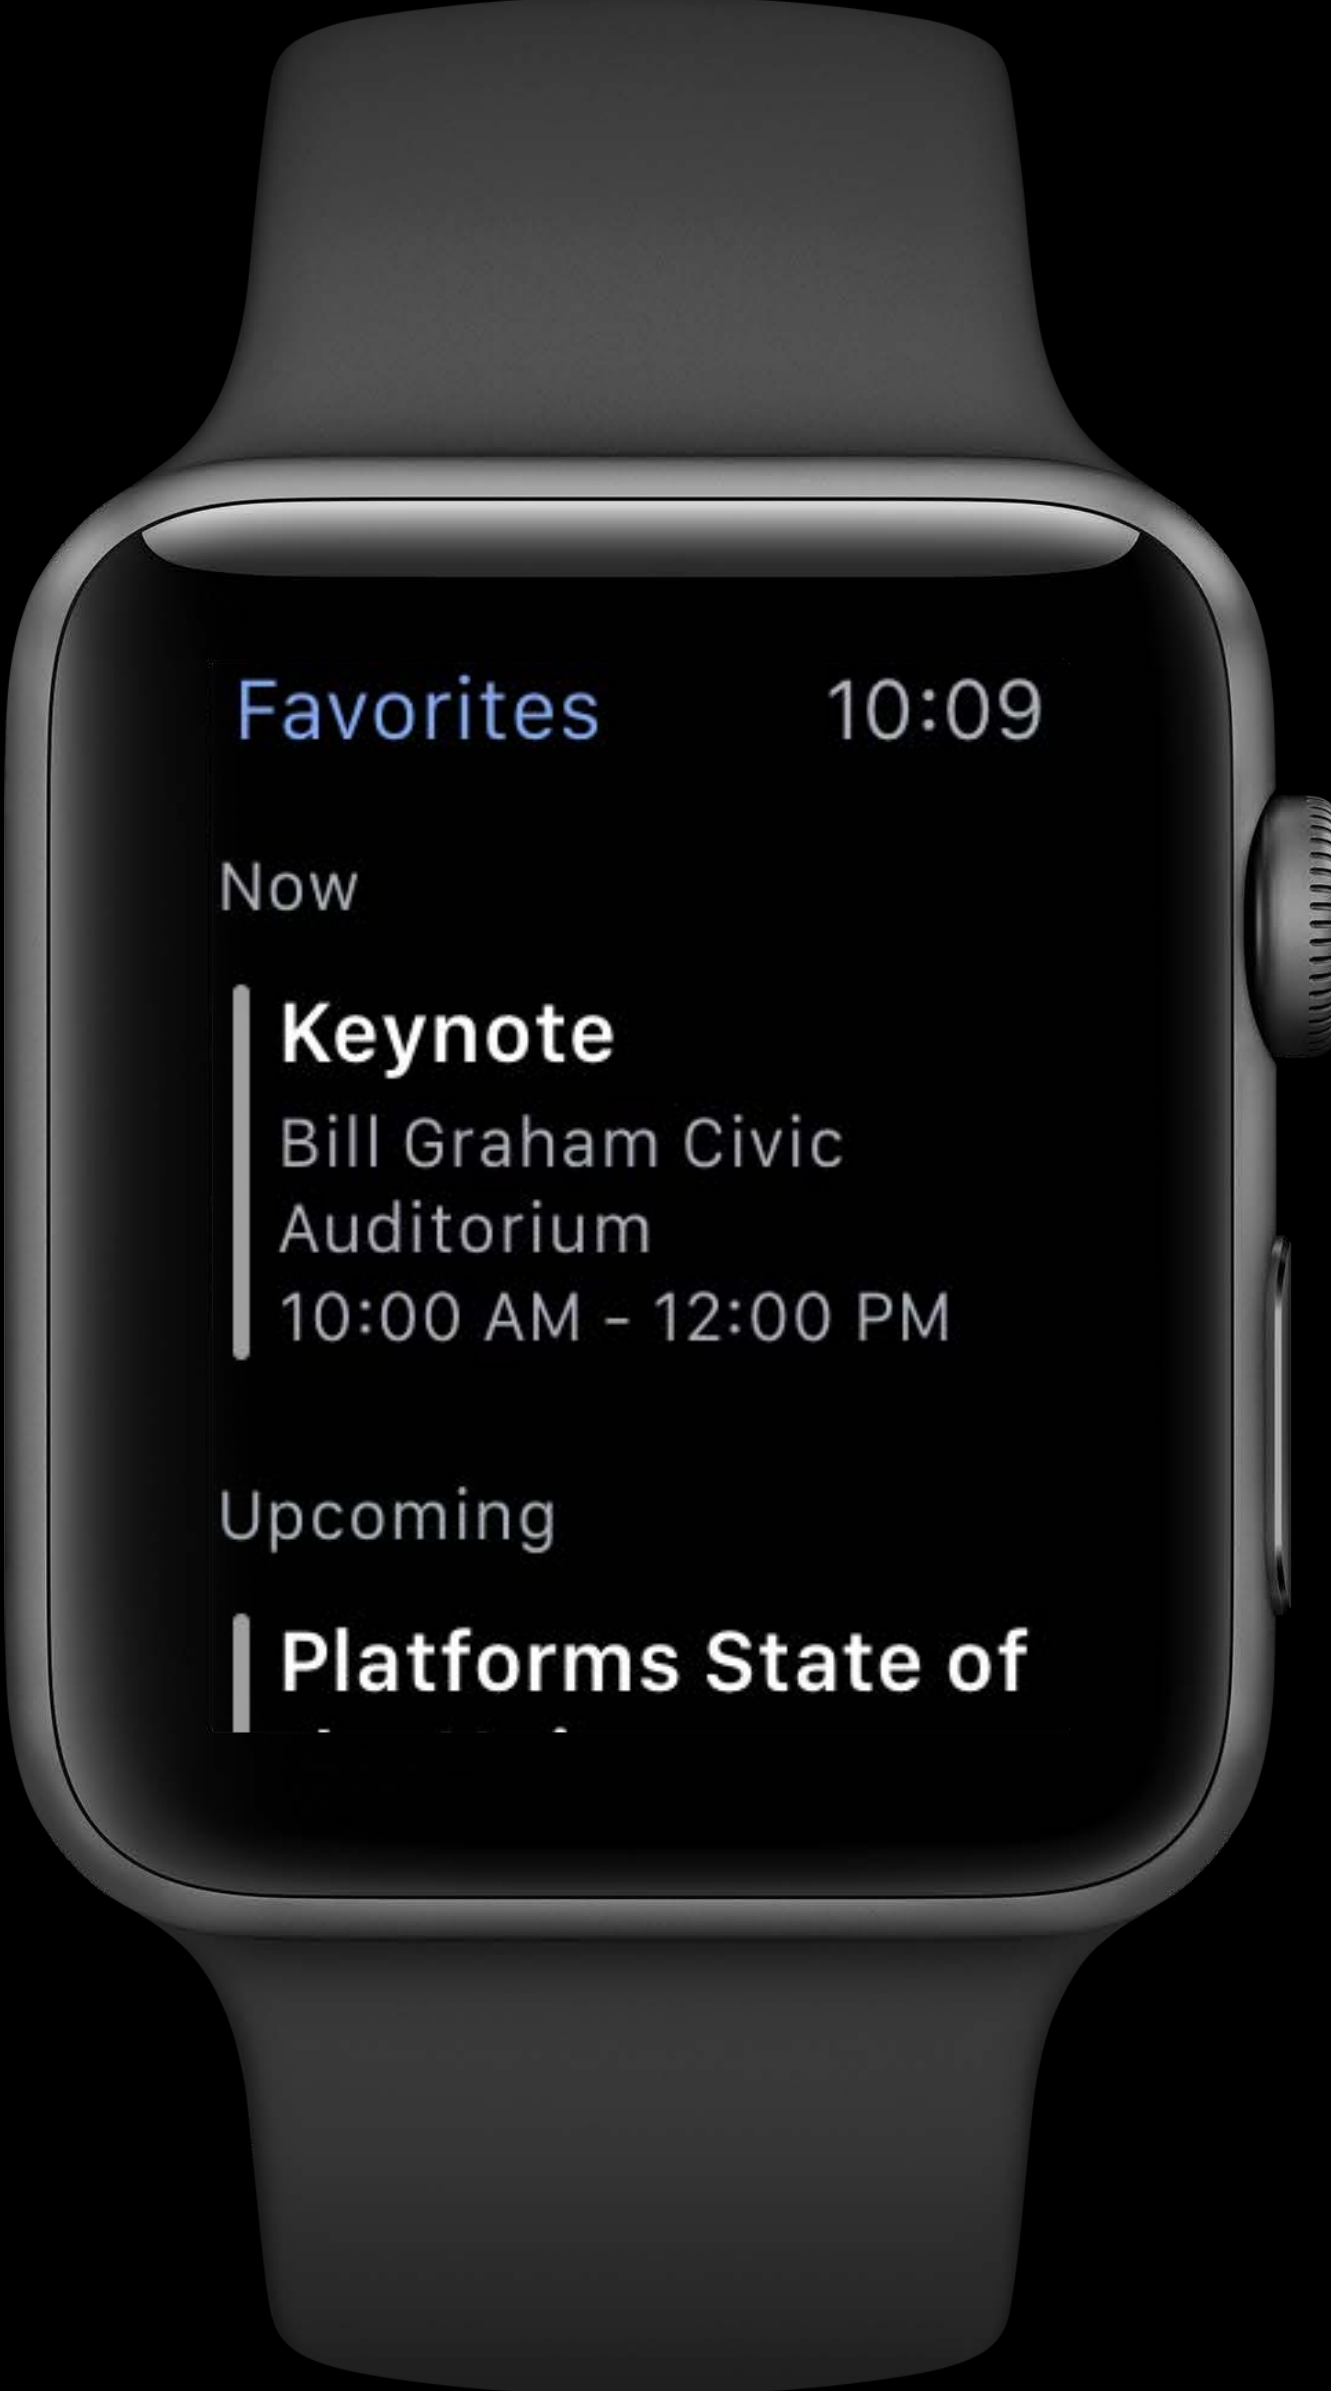 Favorites 10:09
Now
Keynote
Bill Graham Civic
Auditorium
10:00 AM - 12:00 PM
Upcoming
Platforms State of